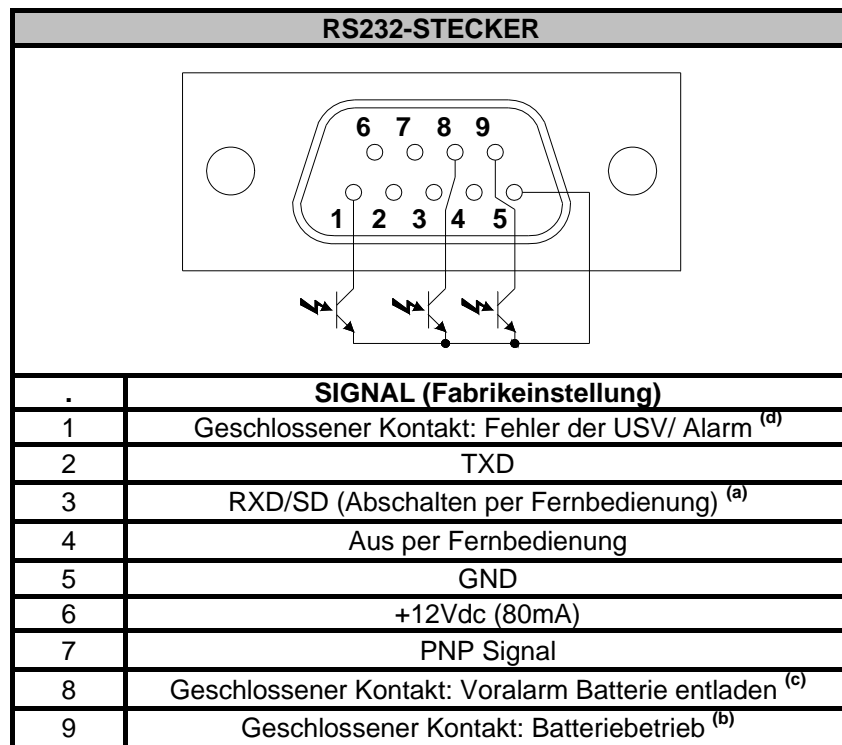 RS232-STECKER
6 7 8 9
1 2 3 4 5
. SIGNAL (Fabrikeinstellung)
1 Geschlossener Kontakt: Fehler der USV/ Alarm (d)
2 TXD
3 RXD/SD (Abschalten per Fernbedienung) (a)
4 Aus per Fernbedienung
5 GND
6 +12Vdc (80mA)
7 PNP Signal
8 Geschlossener Kontakt: Voralarm Batterie entladen (c)
9 Geschlossener Kontakt: Batteriebetrieb (b)